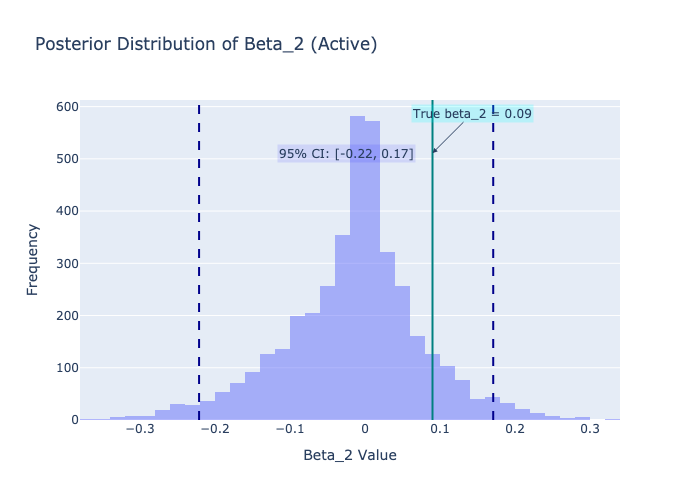 Posterior Distribution of Beta_2 (Active)
True beta_2 = 0.09
95% CI: [-0.22, 0.17]
Frequency
600
500
400
300
200
100
0
−0.3 −0.2 −0.1 0 0.1 0.2 0.3
Beta_2 Value